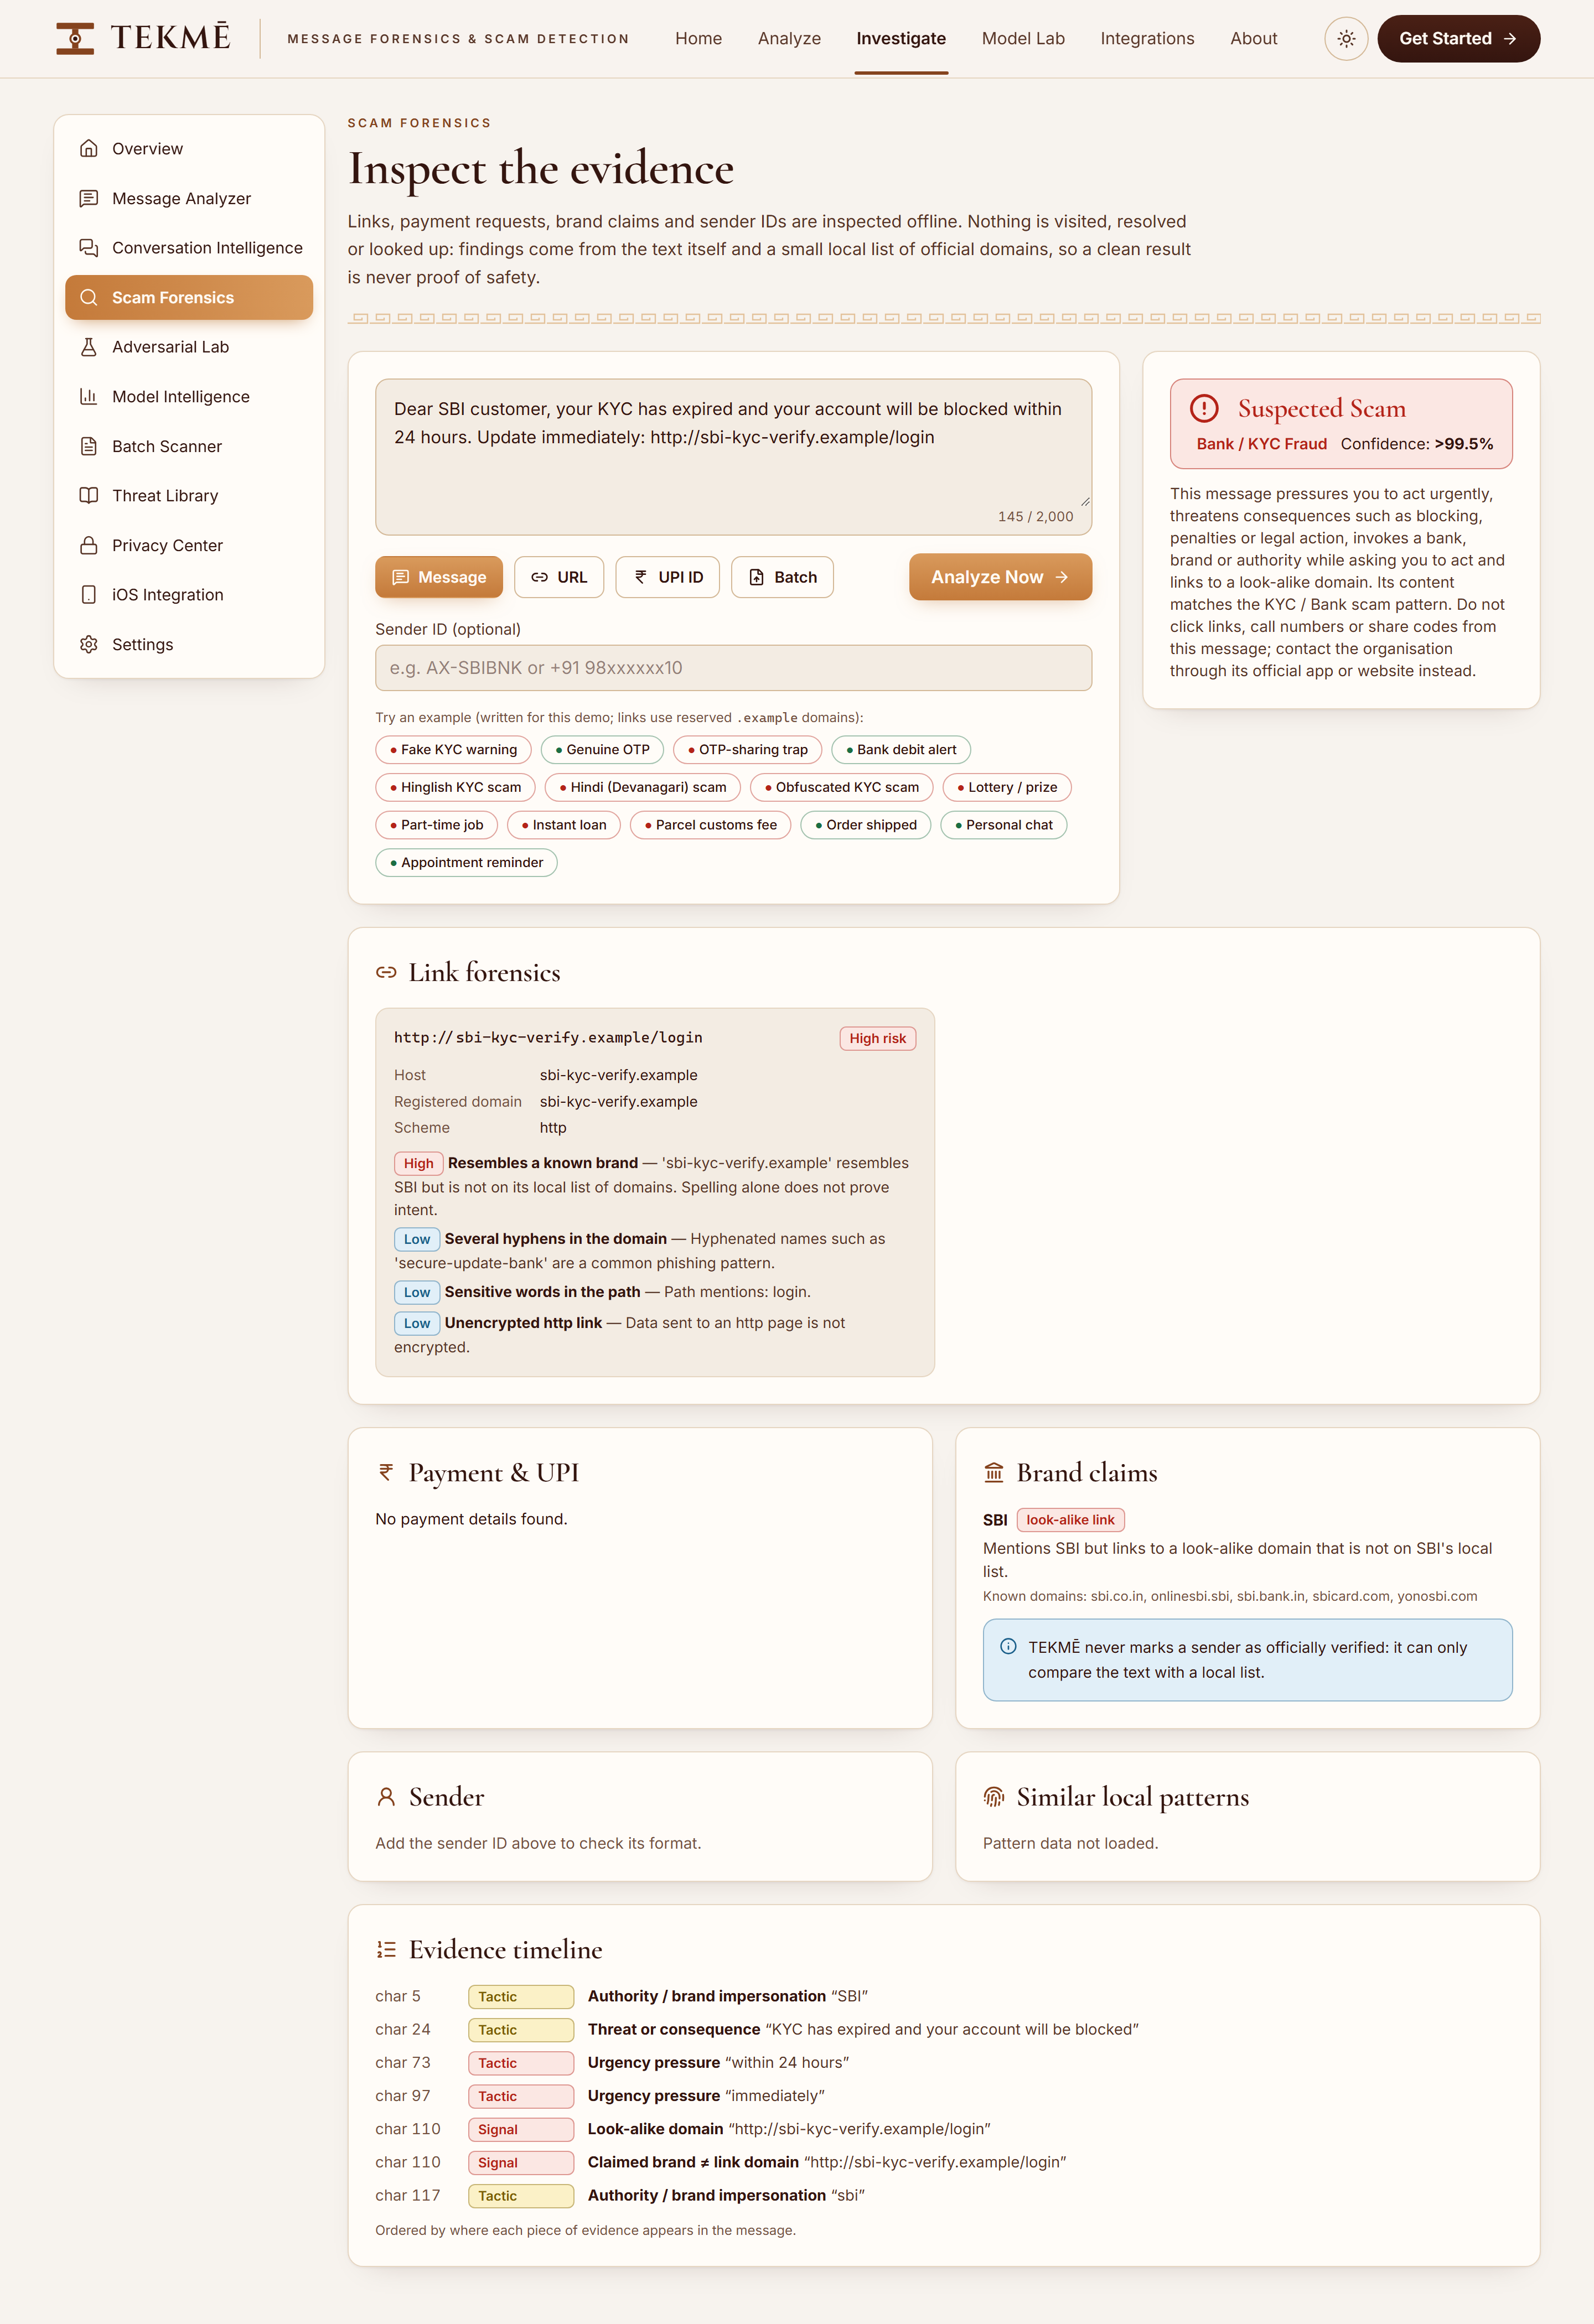 TEKMĒ
MESSAGE FORENSICS & SCAM DETECTION
Home
Analyze
Investigate
Model Lab
Integrations
About
Get Started
Overview
Message Analyzer
Conversation Intelligence
Scam Forensics
Adversarial Lab
Model Intelligence
Batch Scanner
Threat Library
Privacy Center
iOS Integration
Settings
SCAM FORENSICS
Inspect the evidence
Links, payment requests, brand claims and sender IDs are inspected offline. Nothing is visited, resolved
or looked up: findings come from the text itself and a small local list of official domains, so a clean result
is never proof of safety.
Dear SBI customer, your KYC has expired and your account will be blocked within
24 hours. Update immediately: http://sbi-kyc-verify.example/login
145 / 2,000
Message
URL
UPI ID
Batch
Analyze Now
Sender ID (optional)
e.g. AX-SBIBNK or +91 98xxxxxx10
Try an example (written for this demo; links use reserved .example domains):
Fake KYC warning
Genuine OTP
OTP-sharing trap
Bank debit alert
Hinglish KYC scam
Hindi (Devanagari) scam
Obfuscated KYC scam
Lottery / prize
Part-time job
Instant loan
Parcel customs fee
Order shipped
Personal chat
Appointment reminder
Suspected Scam
Bank / KYC Fraud Confidence: >99.5%
This message pressures you to act urgently,
threatens consequences such as blocking,
penalties or legal action, invokes a bank,
brand or authority while asking you to act and
links to a look-alike domain. Its content
matches the KYC / Bank scam pattern. Do not
click links, call numbers or share codes from
this message; contact the organisation
through its official app or website instead.
Link forensics
http://sbi-kyc-verify.example/login
High risk
Host sbi-kyc-verify.example
Registered domain sbi-kyc-verify.example
Scheme http
High Resembles a known brand — 'sbi-kyc-verify.example' resembles
SBI but is not on its local list of domains. Spelling alone does not prove
intent.
Low Several hyphens in the domain — Hyphenated names such as
'secure-update-bank' are a common phishing pattern.
Low Sensitive words in the path — Path mentions: login.
Low Unencrypted http link — Data sent to an http page is not
encrypted.
₹ Payment & UPI
No payment details found.
Brand claims
SBI look-alike link
Mentions SBI but links to a look-alike domain that is not on SBI's local
list.
Known domains: sbi.co.in, onlinesbi.sbi, sbi.bank.in, sbicard.com, yonosbi.com
TEKMĒ never marks a sender as officially verified: it can only
compare the text with a local list.
Sender
Add the sender ID above to check its format.
Similar local patterns
Pattern data not loaded.
Evidence timeline
char 5 Tactic Authority / brand impersonation “SBI”
char 24 Tactic Threat or consequence “KYC has expired and your account will be blocked”
char 73 Tactic Urgency pressure “within 24 hours”
char 97 Tactic Urgency pressure “immediately”
char 110 Signal Look-alike domain “http://sbi-kyc-verify.example/login”
char 110 Signal Claimed brand ≠ link domain “http://sbi-kyc-verify.example/login”
char 117 Tactic Authority / brand impersonation “sbi”
Ordered by where each piece of evidence appears in the message.